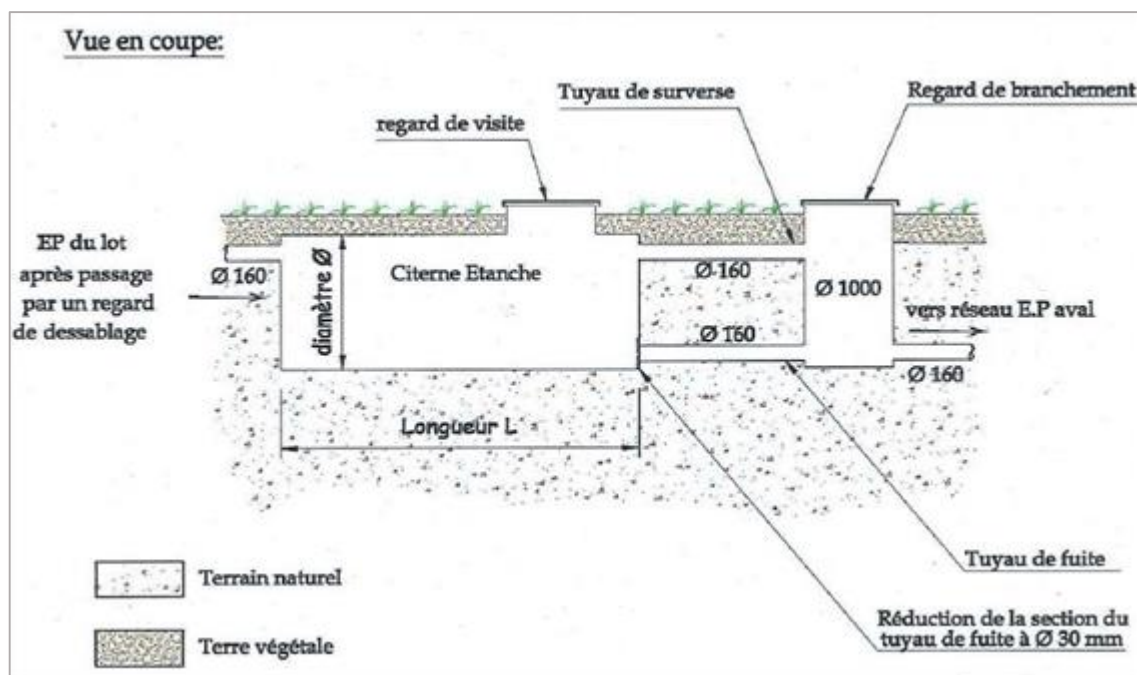 Vue en coupe:
Tuyau de surverse
Regard de branchement
regard de visite
EP du lot
après passage
par un regard
de dessablage
Ø 160
diamètre Ø
Citerne Etanche
Ø 160
Ø 1000
Ø 160
vers réseau E.P aval
Ø 160
Longueur L
Tuyau de fuite
Réduction de la section du
tuyau de fuite à Ø 30 mm
Terrain naturel
Terre végétale